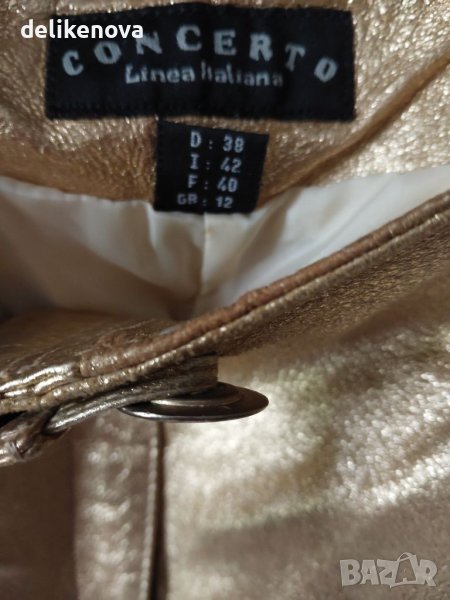 delikenova
CONCERTO
Linea Italiana
D : 38
I : 42
F : 40
GB : 12
BAZAR